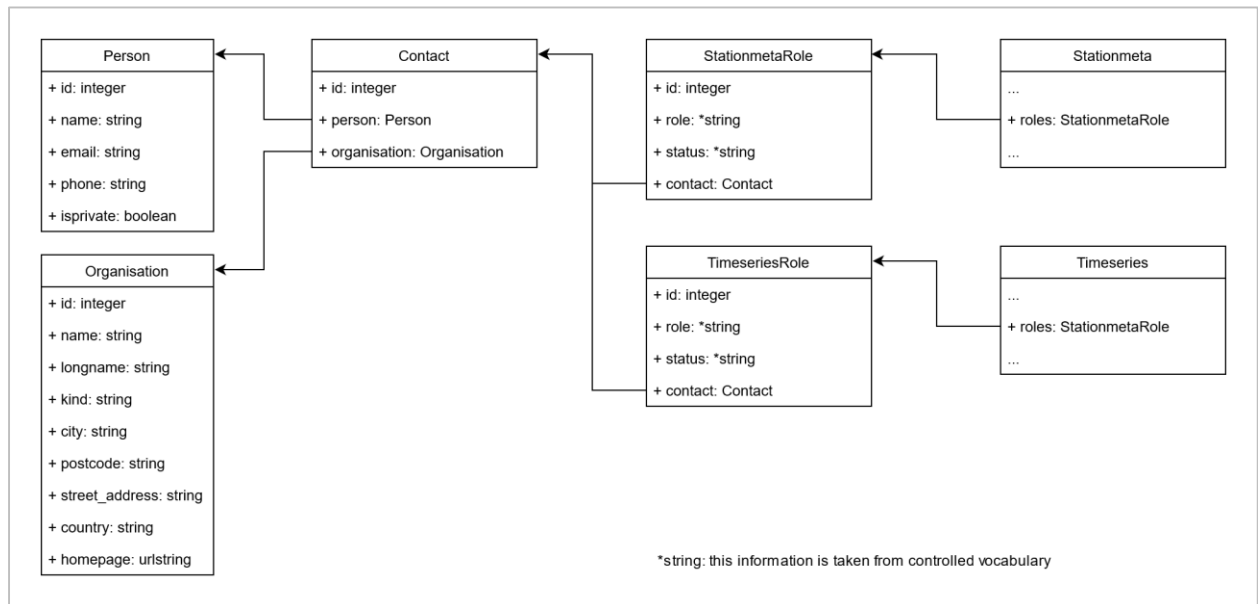 Person
+ id: integer
+ name: string
+ email: string
+ phone: string
+ isprivate: boolean
Organisation
+ id: integer
+ name: string
+ longname: string
+ kind: string
+ city: string
+ postcode: string
+ street_address: string
+ country: string
+ homepage: urlstring
Contact
+ id: integer
+ person: Person
+ organisation: Organisation
StationmetaRole
+ id: integer
+ role: *string
+ status: *string
+ contact: Contact
TimeseriesRole
+ id: integer
+ role: *string
+ status: *string
+ contact: Contact
Stationmeta
...
+ roles: StationmetaRole
...
Timeseries
...
+ roles: StationmetaRole
...
*string: this information is taken from controlled vocabulary